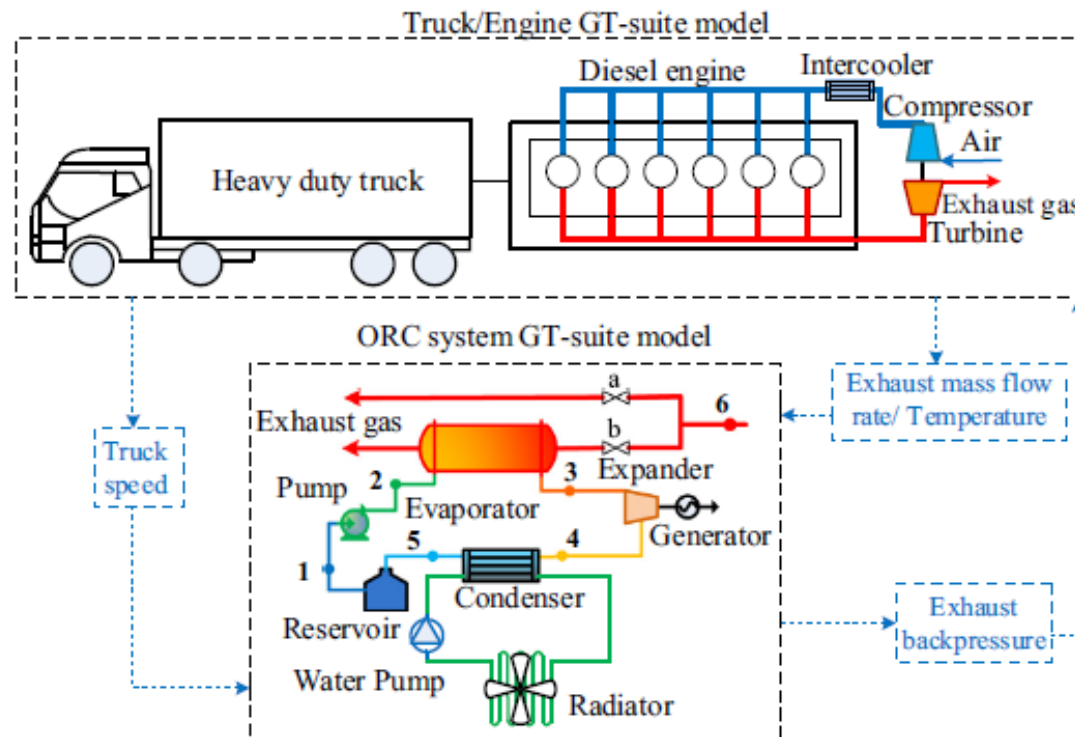 Truck/Engine GT-suite model
Diesel engine
Intercooler
Compressor
Air
Heavy duty truck
Exhaust gas
Turbine
ORC system GT-suite model
Exhaust mass flow
rate/ Temperature
Truck
speed
a
6
Exhaust gas
b
Expander
2
3
Pump
Evaporator
Generator
5
4
1
Condenser
Reservoir
Water Pump
Radiator
Exhaust
backpressure